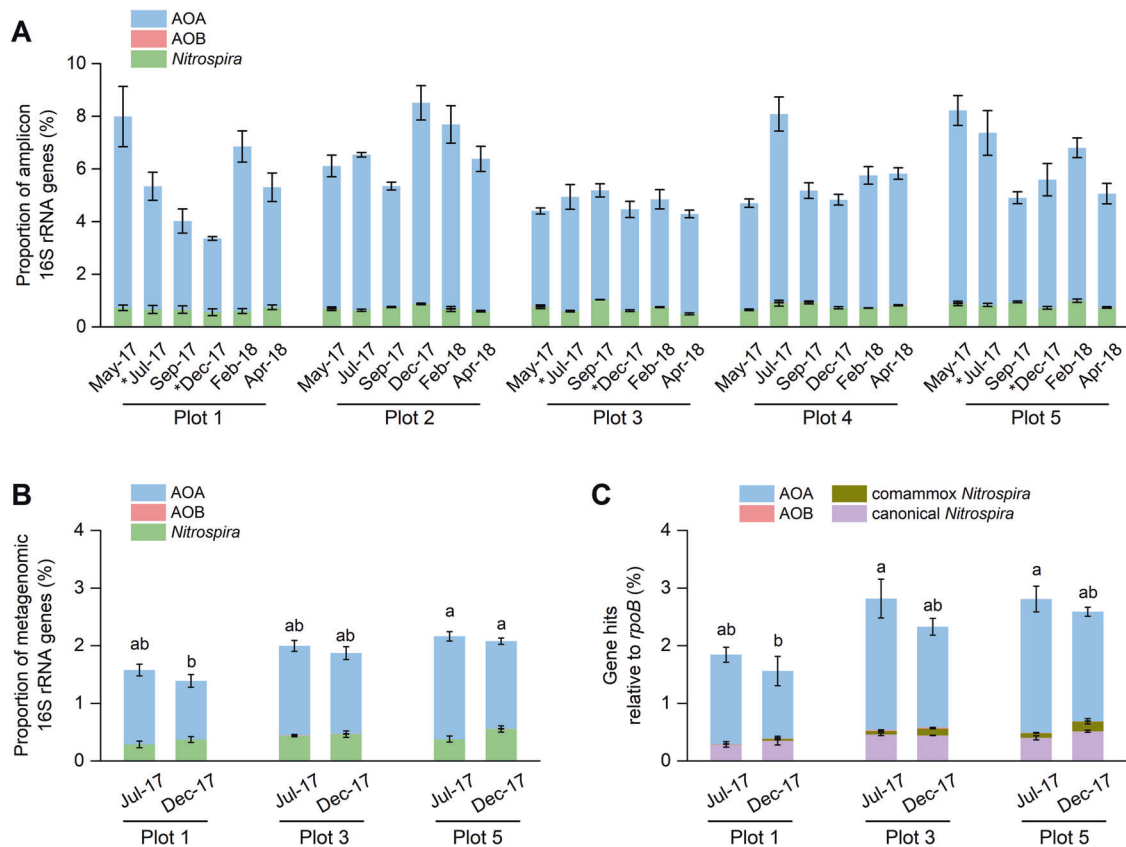 A
AOA
AOB
Nitrospira
Proportion of amplicon
16S rRNA genes (%)
10
8
6
4
2
0
May-17 *Jul-17 Sep-17 *Dec-17 Feb-18 Apr-18 May-17 Jul-17 Sep-17 Dec-17 Feb-18 Apr-18 May-17 *Jul-17 Sep-17 *Dec-17 Feb-18 Apr-18 May-17 Jul-17 Sep-17 Dec-17 Feb-18 Apr-18 May-17 *Jul-17 Sep-17 *Dec-17 Feb-18 Apr-18
Plot 1 Plot 2 Plot 3 Plot 4 Plot 5
B
AOA
AOB
Nitrospira
Proportion of metagenomic
16S rRNA genes (%)
4
3
2
1
0
ab b ab ab a a
Jul-17 Dec-17 Jul-17 Dec-17 Jul-17 Dec-17
Plot 1 Plot 3 Plot 5
C
AOA comammox Nitrospira
AOB canonical Nitrospira
Gene hits
relative to rpoB (%)
4
3
2
1
0
ab b a ab a ab
Jul-17 Dec-17 Jul-17 Dec-17 Jul-17 Dec-17
Plot 1 Plot 3 Plot 5